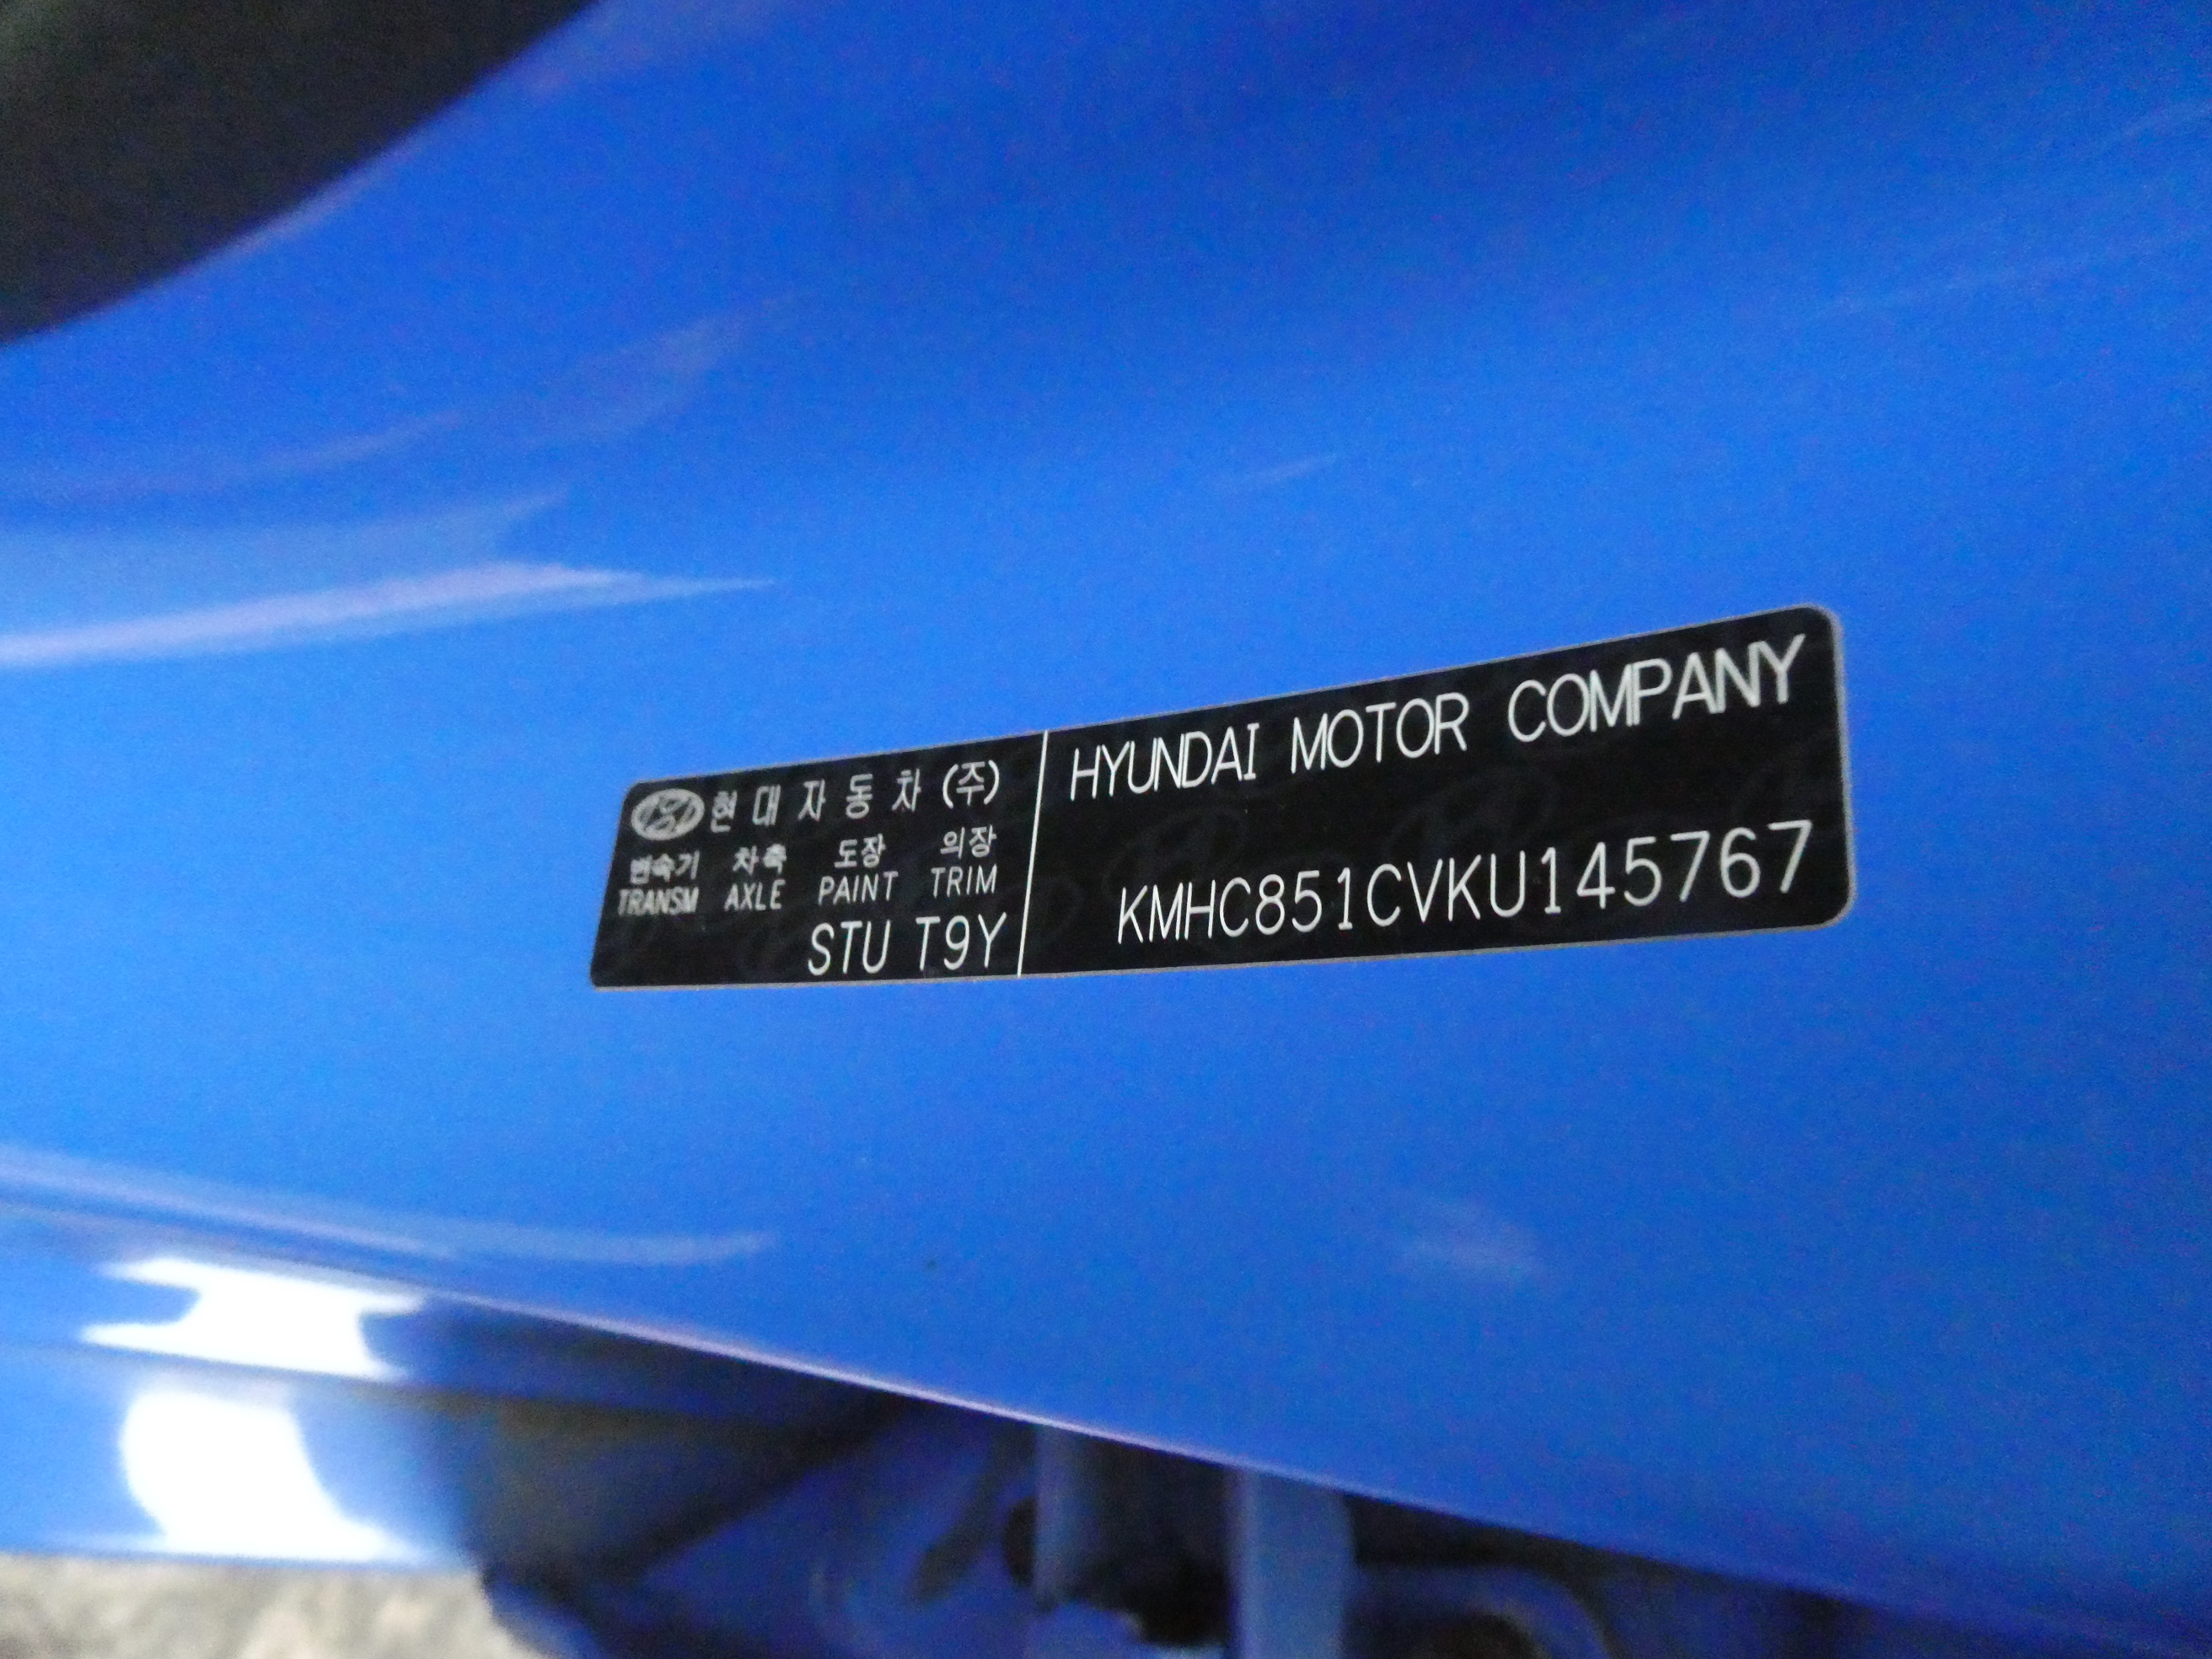 현대자동차(주)
변속기 차축 도장 의장
TRANSM AXLE PAINT TRIM
STU T9Y
HYUNDAI MOTOR COMPANY
KMHC851CVKU145767